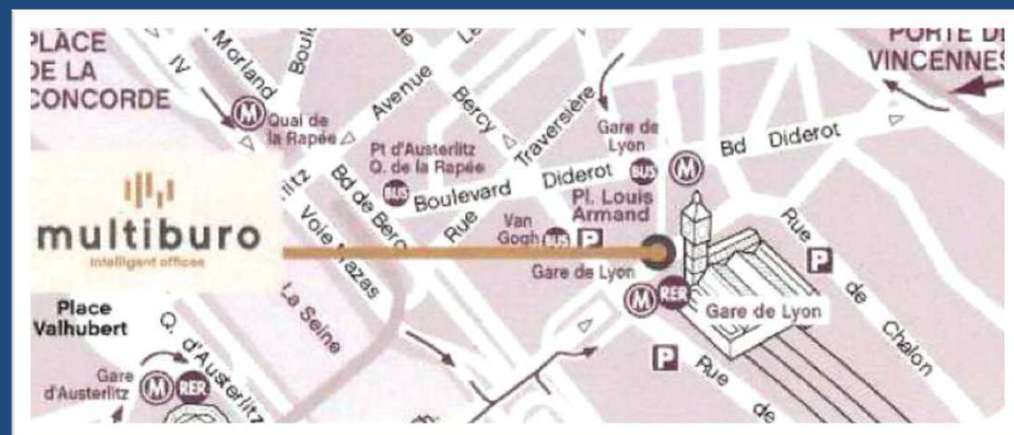 PLACE
DE LA
CONCORDE
IV
Morland
Avenue
de
Bercy
Traversière
PORTE DE
VINCENNES
M
Quai de
la Rapée
Pt d'Austerlitz
Q. de la Rapée
BUS
Boulevard Diderot
Gare de
Lyon
BUS
M
Bd Diderot
Pl. Louis
Armand
Van
Gogh
BUS
P
Rue
Bd de Berc
Voie Mazas
La Seine
multiburo
intelligent offices
Gare de Lyon
M
RER
Gare de Lyon
P
Rue
de
Chalon
P
Rue
de
Place
Valhubert
Q.
d'Austerlitz
Gare
d'Austerlitz
M
RER